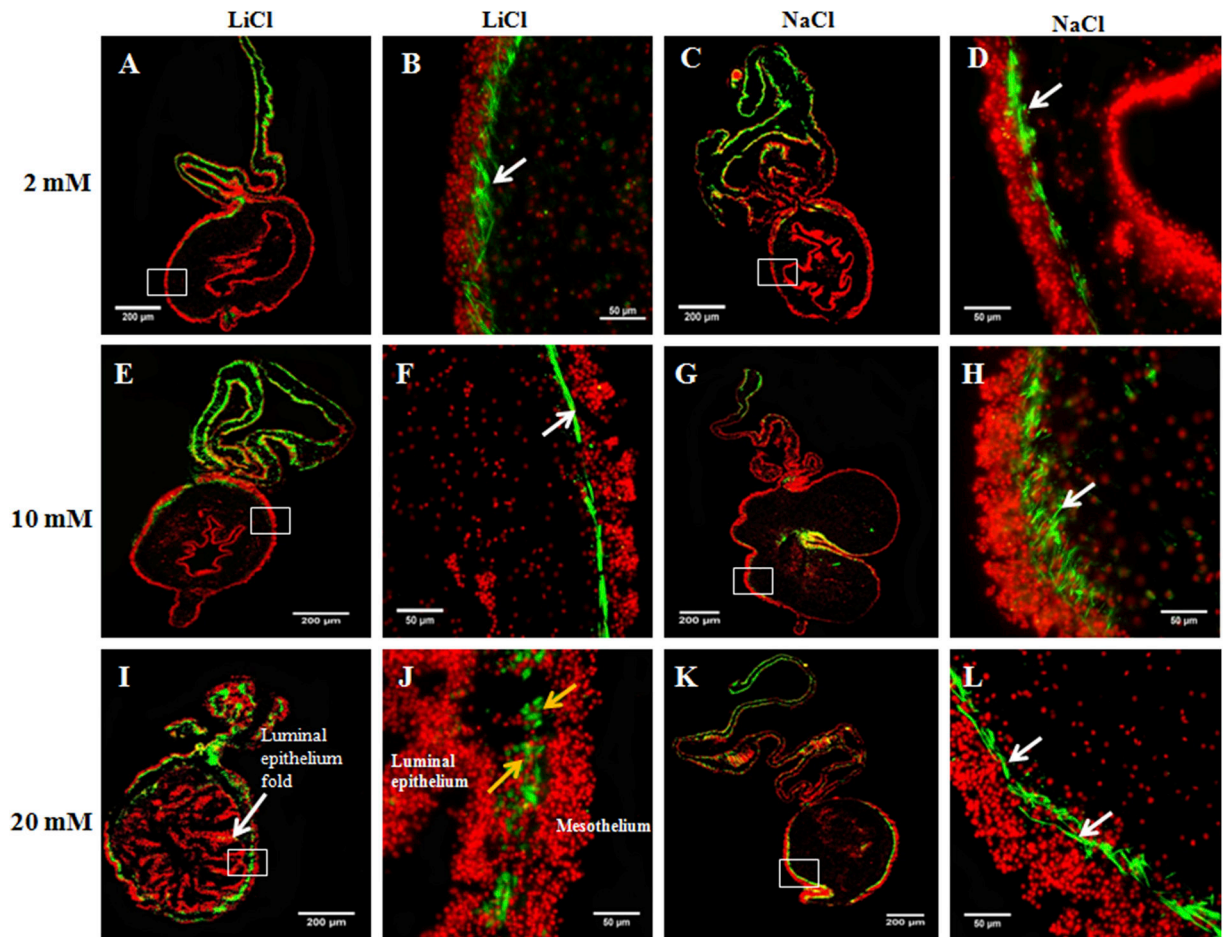 LiCl
LiCl
NaCl
NaCl
2 mM
A
B
C
D
200 µm
50 µm
200 µm
50 µm
10 mM
E
F
G
H
200 µm
50 µm
200 µm
50 µm
20 mM
I
J
K
L
Luminal
epithelium
fold
Luminal
epithelium
Mesothelium
200 µm
50 µm
200 µm
50 µm